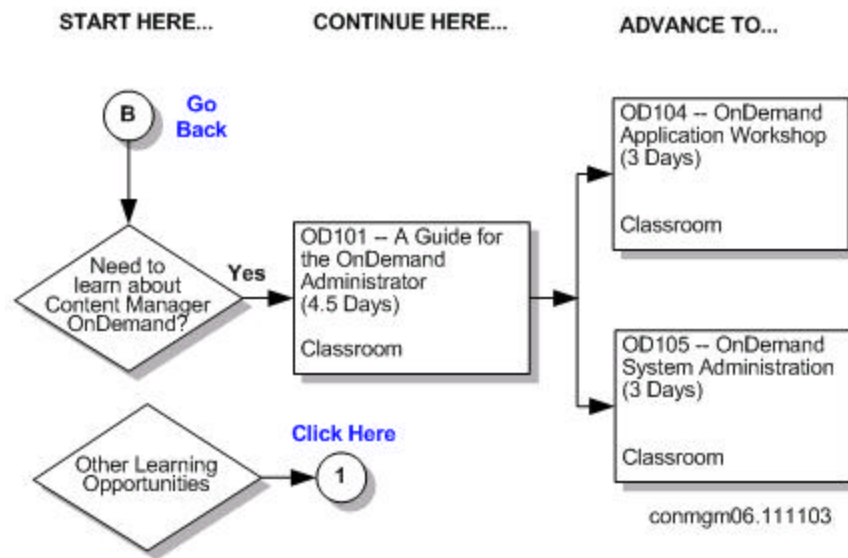 START HERE...
CONTINUE HERE...
ADVANCE TO...
B
Go
Back
Need to
learn about
Content Manager
OnDemand?
Yes
OD101 -- A Guide for
the OnDemand
Administrator
(4.5 Days)
Classroom
OD104 -- OnDemand
Application Workshop
(3 Days)
Classroom
OD105 -- OnDemand
System Administration
(3 Days)
Classroom
Other Learning
Opportunities
Click Here
1
conmgm06.111103